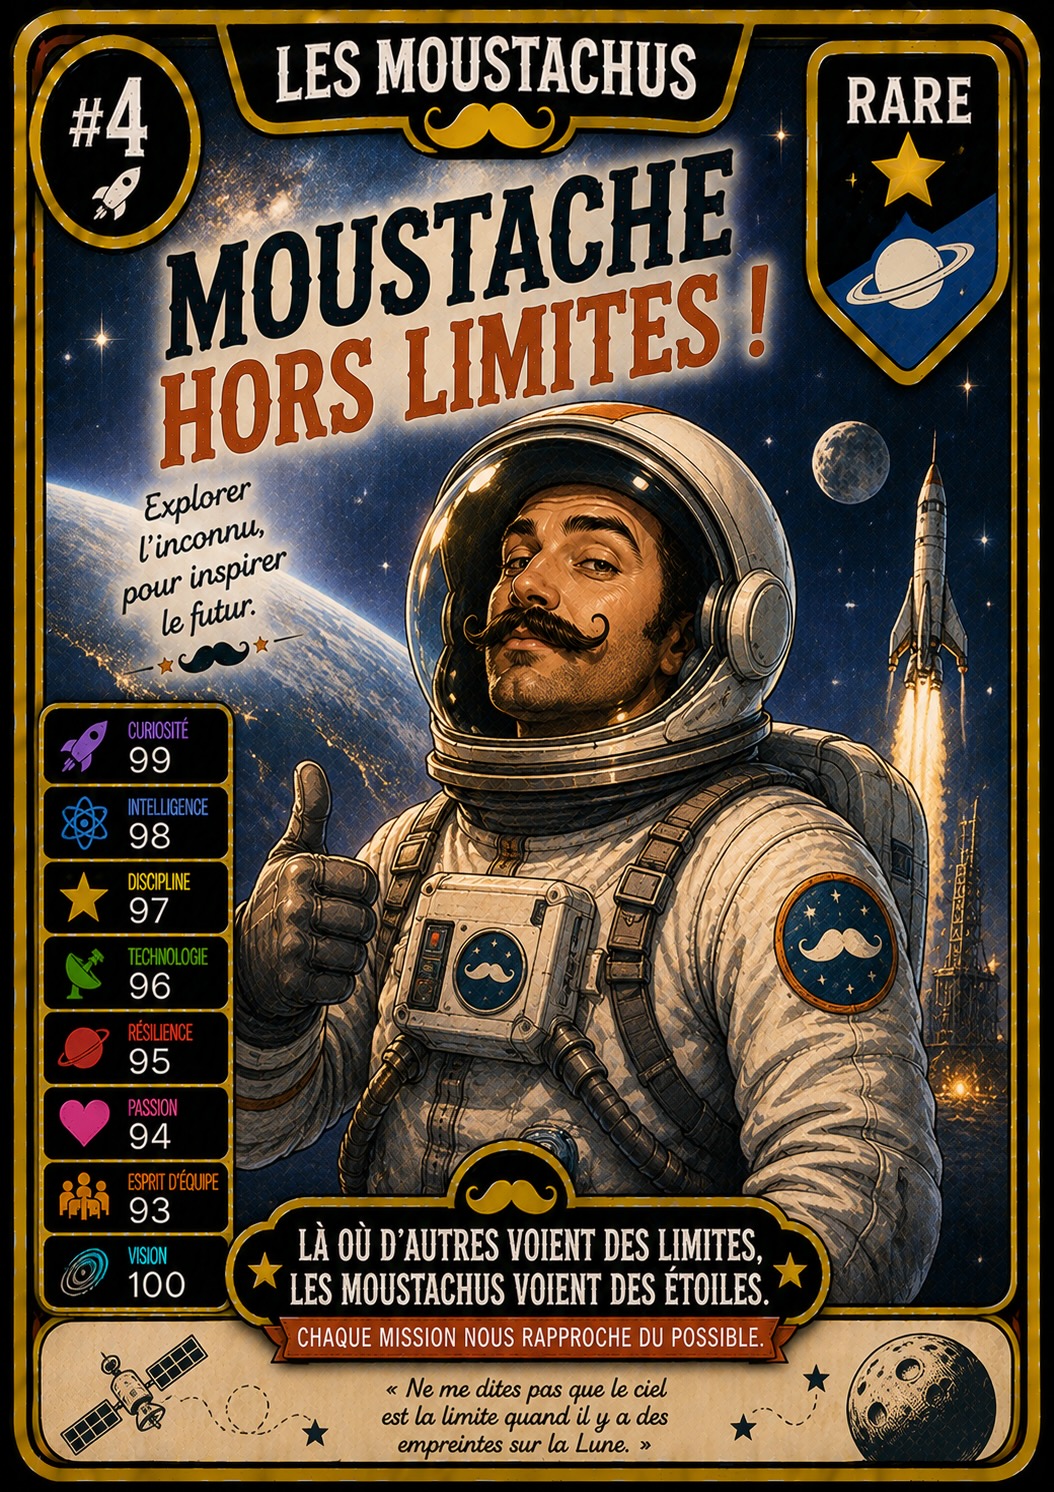 #4
LES MOUSTACHUS
RARE
MOUSTACHE
HORS LIMITES !
Explorer
l'inconnu,
pour inspirer
le futur.
CURIOSITÉ
99
INTELLIGENCE
98
DISCIPLINE
97
TECHNOLOGIE
96
RÉSILIENCE
95
PASSION
94
ESPRIT D'ÉQUIPE
93
VISION
100
LÀ OÙ D'AUTRES VOIENT DES LIMITES,
LES MOUSTACHUS VOIENT DES ÉTOILES.
CHAQUE MISSION NOUS RAPPROCHE DU POSSIBLE.
« Ne me dites pas que le ciel
est la limite quand il y a des
empreintes sur la Lune. »